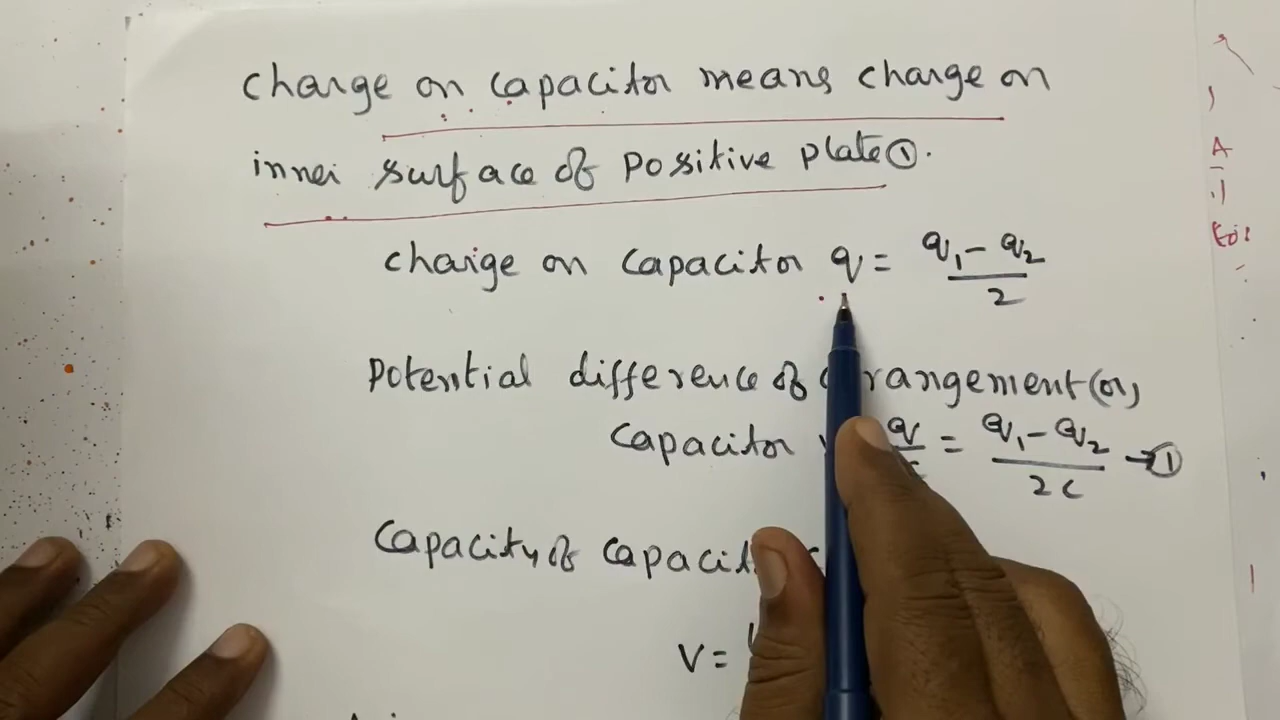 Charge on Capacitor means charge on
inner surface of positive plate ①.
Charge on capacitor q = q₁ - q₂ / 2
Potential difference of arrangement (or)
Capacitor q = q₁ - q₂ / 2c → ①
Capacity of
V =
A